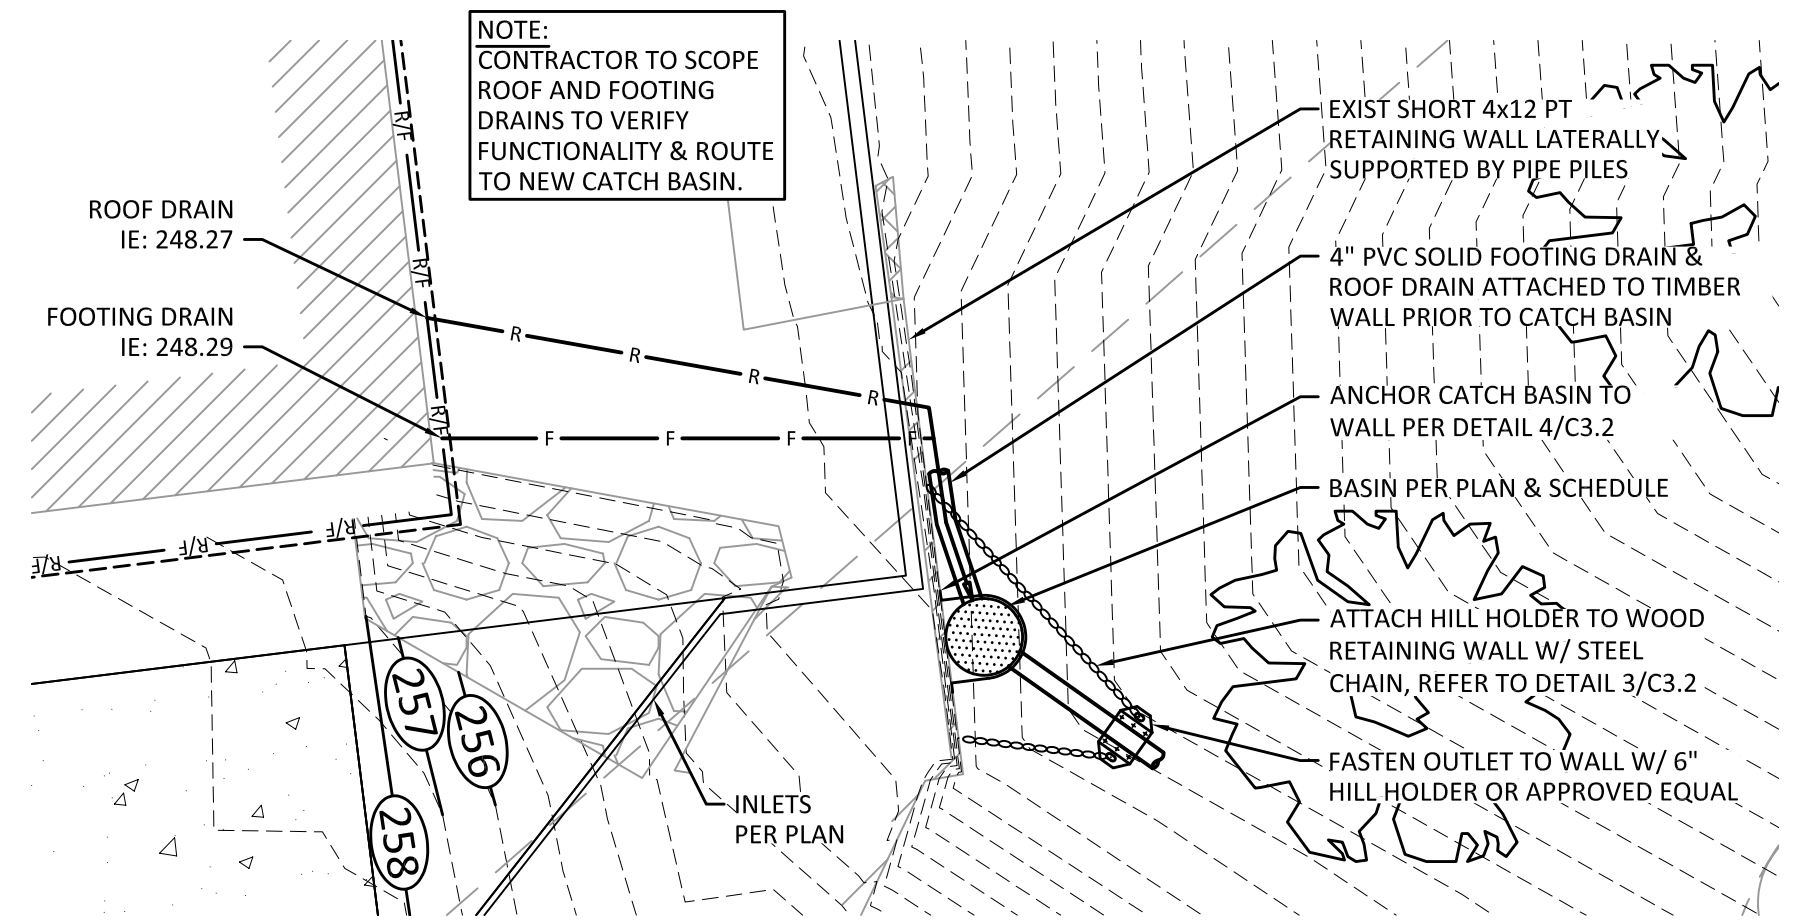 NOTE:
CONTRACTOR TO SCOPE
ROOF AND FOOTING
DRAINS TO VERIFY
FUNCTIONALITY & ROUTE
TO NEW CATCH BASIN.
ROOF DRAIN
IE: 248.27
FOOTING DRAIN
IE: 248.29
R/F
R/F
R/F
R/F
R/F
R/F
R
R
R
R
F
F
F
F
EXIST SHORT 4x12 PT
RETAINING WALL LATERALLY
SUPPORTED BY PIPE PILES
4" PVC SOLID FOOTING DRAIN &
ROOF DRAIN ATTACHED TO TIMBER
WALL PRIOR TO CATCH BASIN
ANCHOR CATCH BASIN TO
WALL PER DETAIL 4/C3.2
BASIN PER PLAN & SCHEDULE
ATTACH HILL HOLDER TO WOOD
RETAINING WALL W/ STEEL
CHAIN, REFER TO DETAIL 3/C3.2
FASTEN OUTLET TO WALL W/ 6"
HILL HOLDER OR APPROVED EQUAL
257
256
258
INLETS
PER PLAN